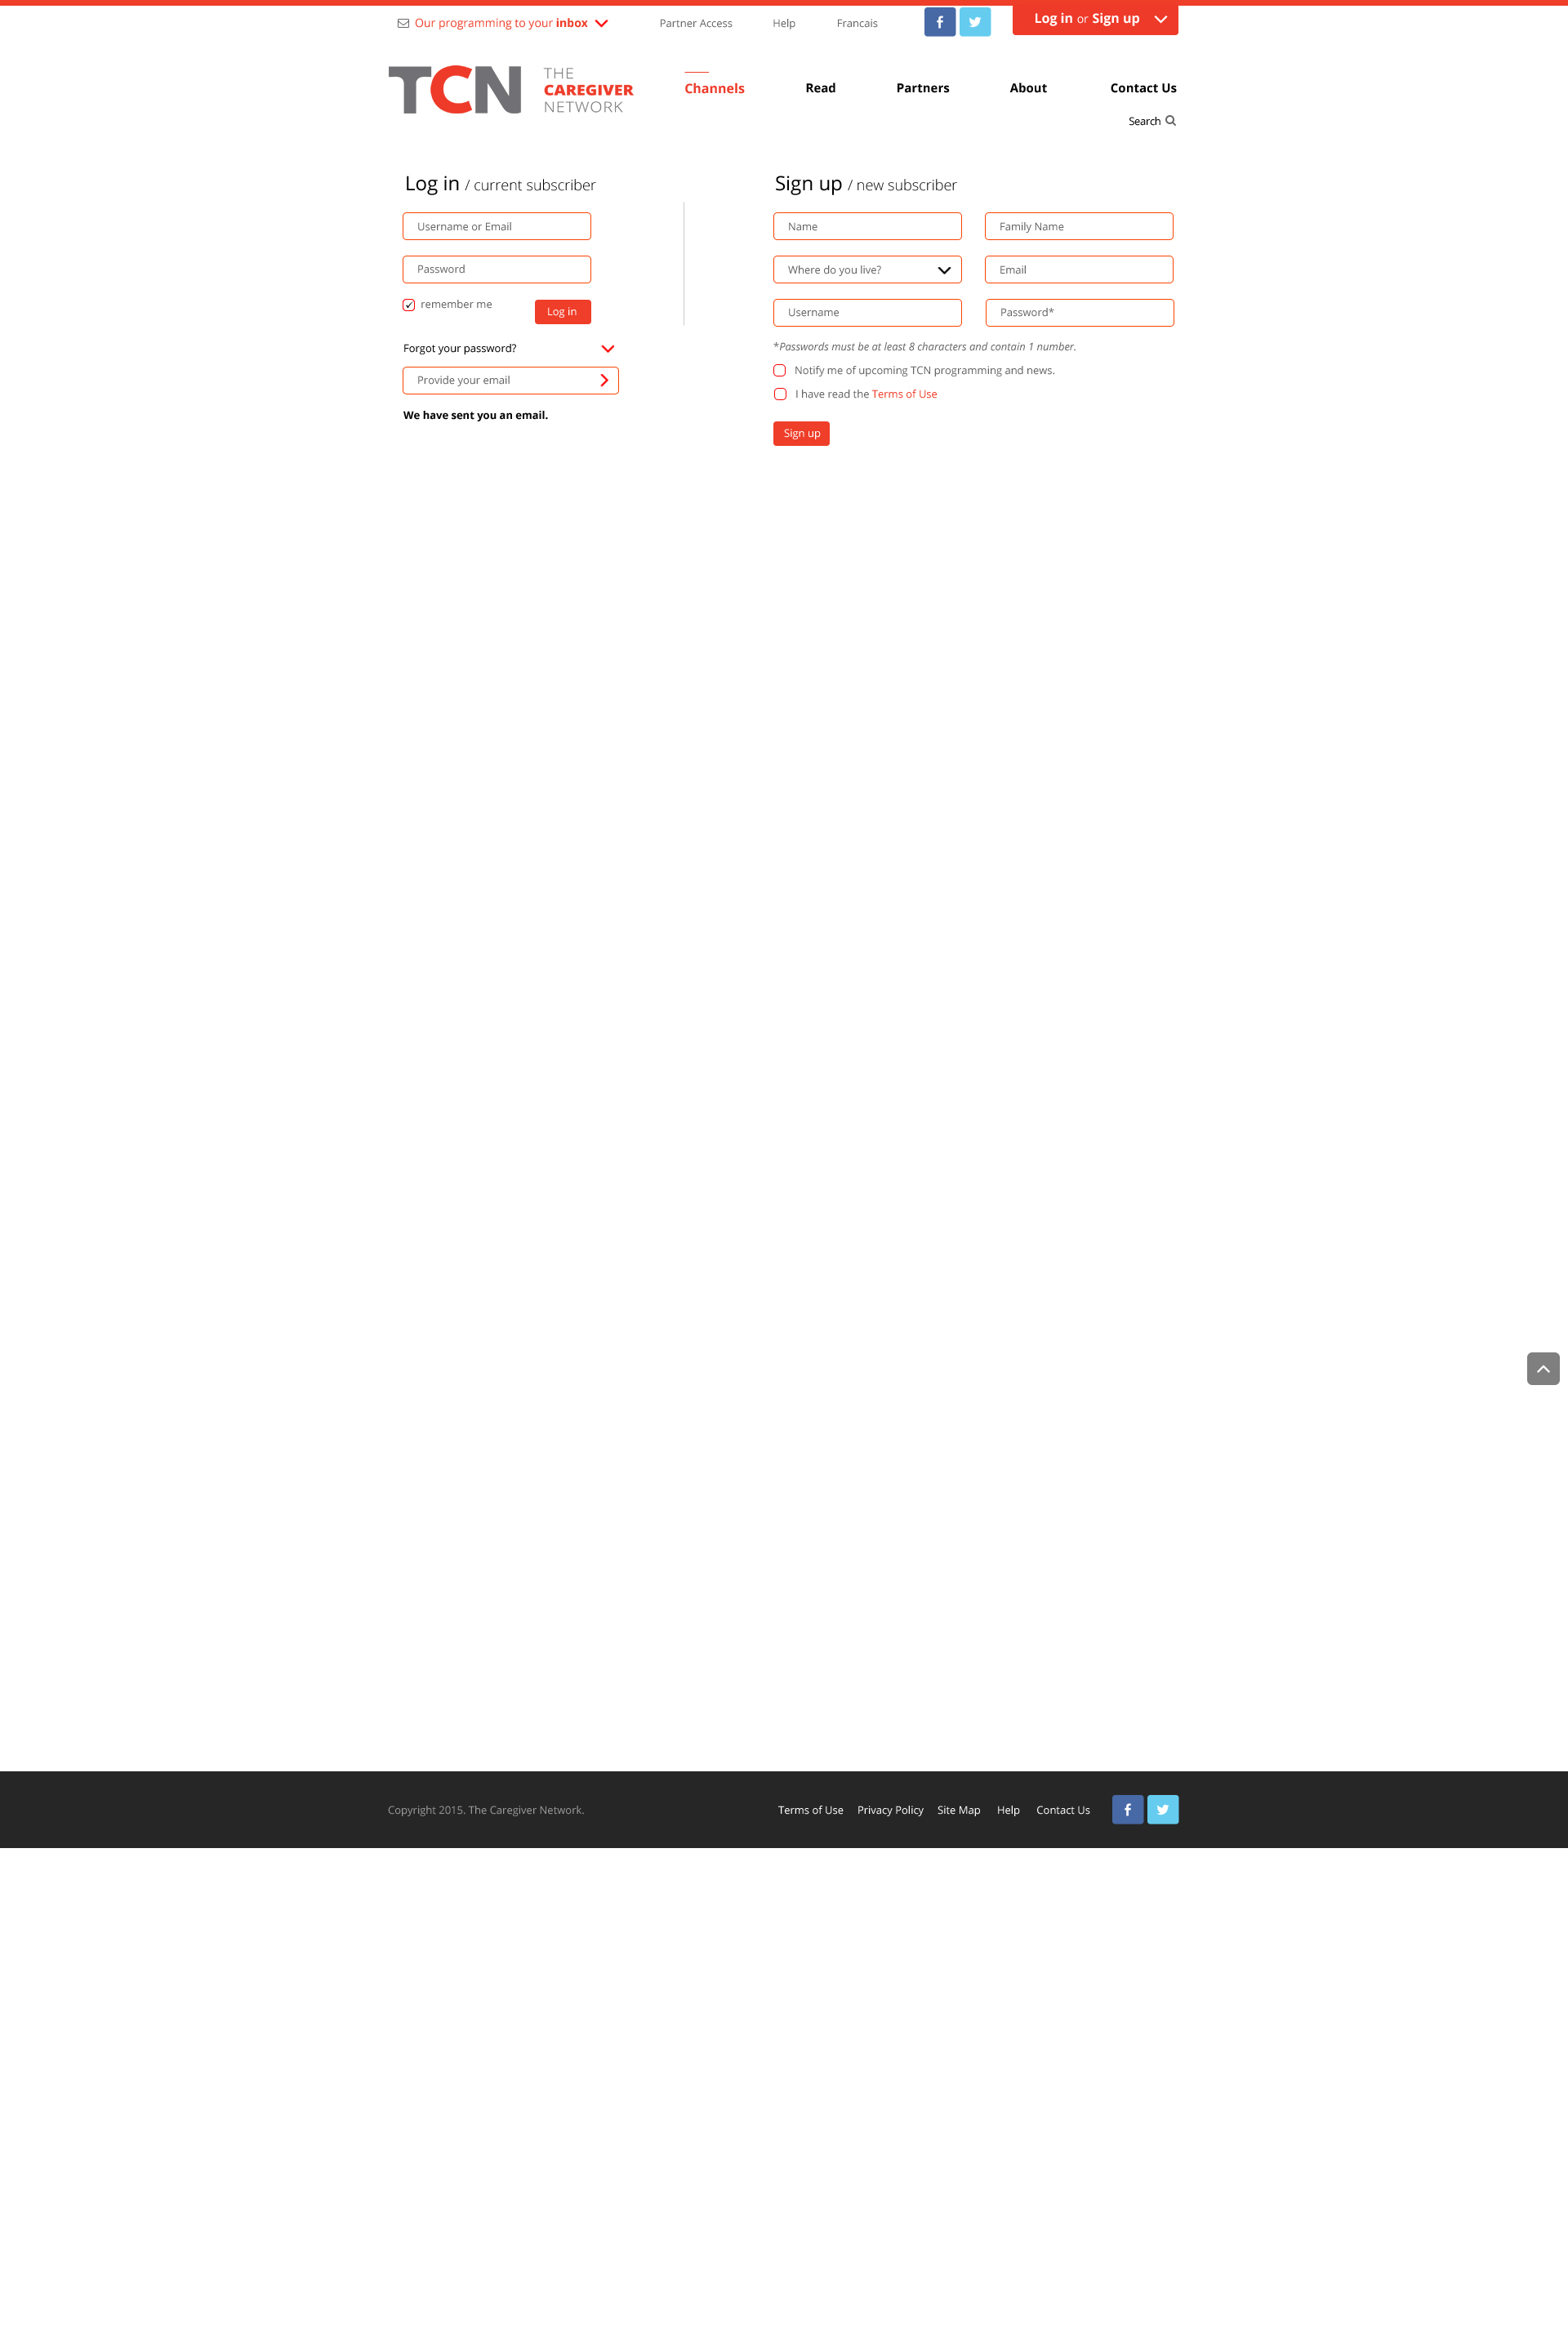 Our programming to your inbox
Partner Access
Help
Francais
Log in or Sign up
TCN
THE
CAREGIVER
NETWORK
Channels
Read
Partners
About
Contact Us
Search
Log in / current subscriber
Username or Email
Password
remember me
Log in
Forgot your password?
Provide your email
We have sent you an email.
Sign up / new subscriber
Name
Family Name
Where do you live?
Email
Username
Password*
*Passwords must be at least 8 characters and contain 1 number.
Notify me of upcoming TCN programming and news.
I have read the Terms of Use
Sign up
Copyright 2015. The Caregiver Network.
Terms of Use
Privacy Policy
Site Map
Help
Contact Us